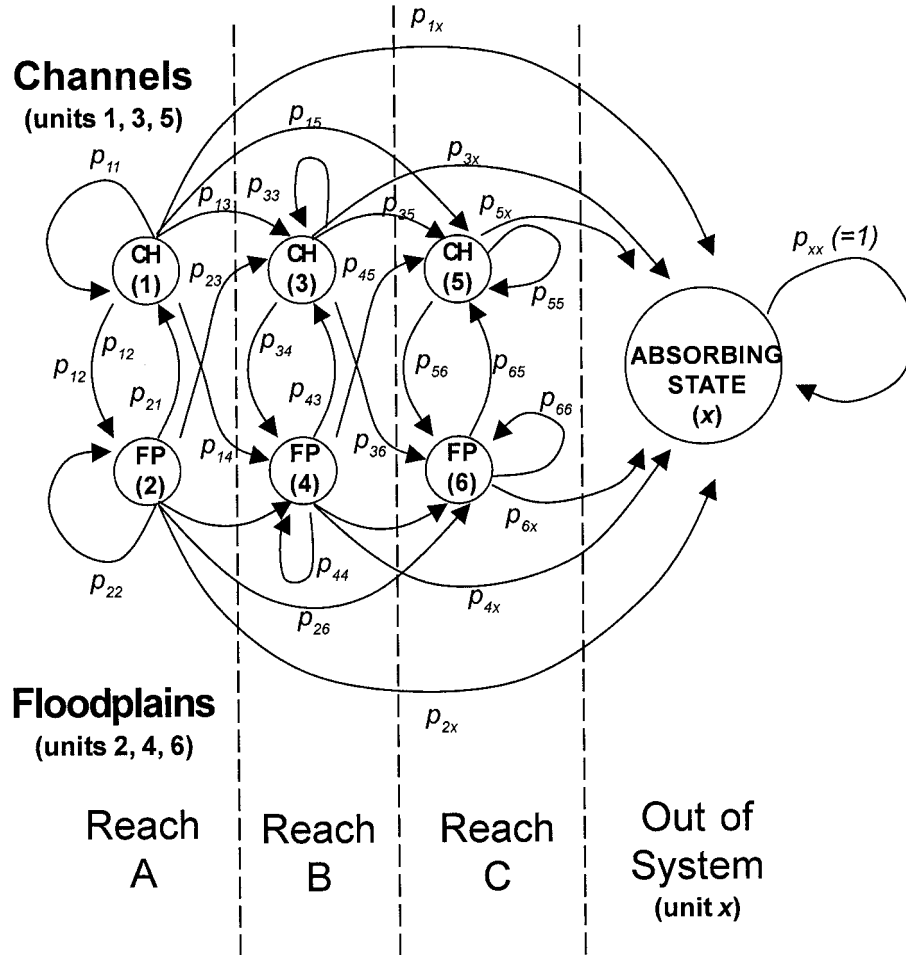 p1x
Channels
(units 1, 3, 5)
p15
p11
p33
p3x
p13
p35
p5x
pxx (=1)
CH
(1)
CH
(3)
CH
(5)
p23
p45
p55
ABSORBING
STATE
(x)
p12
p12
p34
p56
p65
p21
p43
p66
FP
(2)
p14
FP
(4)
p36
FP
(6)
p6x
p22
p44
p4x
p26
Floodplains
(units 2, 4, 6)
p2x
Reach
A
Reach
B
Reach
C
Out of
System
(unit x)